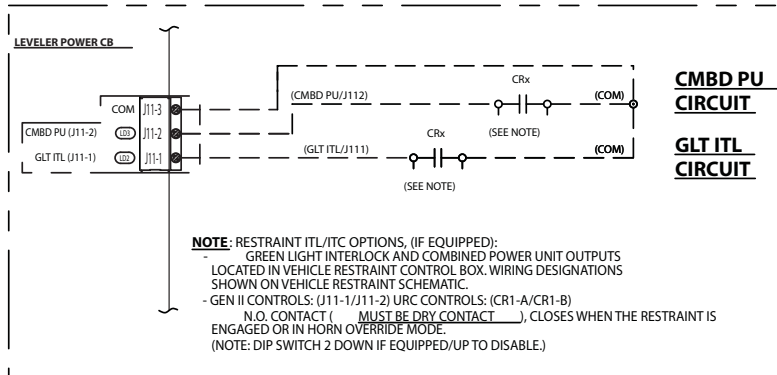 LEVELER POWER CB
COM J11-3
CMBD PU (J11-2) LD3 J11-2
GLT ITL (J11-1) LD2 J11-1
(CMBD PU/J112) CRx (COM)
(SEE NOTE)
(GLT ITL/J111) CRx (COM)
(SEE NOTE)
CMBD PU
CIRCUIT
GLT ITL
CIRCUIT
NOTE: RESTRAINT ITL/ITC OPTIONS, (IF EQUIPPED):
- GREEN LIGHT INTERLOCK AND COMBINED POWER UNIT OUTPUTS
LOCATED IN VEHICLE RESTRAINT CONTROL BOX. WIRING DESIGNATIONS
SHOWN ON VEHICLE RESTRAINT SCHEMATIC.
- GEN II CONTROLS: (J11-1/J11-2) URC CONTROLS: (CR1-A/CR1-B)
N.O. CONTACT ( MUST BE DRY CONTACT ), CLOSES WHEN THE RESTRAINT IS
ENGAGED OR IN HORN OVERRIDE MODE.
(NOTE: DIP SWITCH 2 DOWN IF EQUIPPED/UP TO DISABLE.)